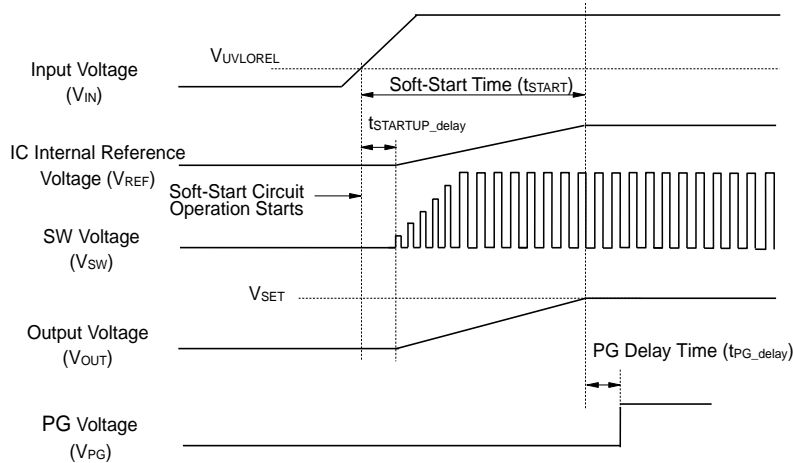 VUVLOREL
Input Voltage
(VIN)
Soft-Start Time (tSTART)
tSTARTUP_delay
IC Internal Reference
Voltage (VREF)
Soft-Start Circuit
Operation Starts
SW Voltage
(VSW)
VSET
Output Voltage
(VOUT)
PG Delay Time (tPG_delay)
PG Voltage
(VPG)